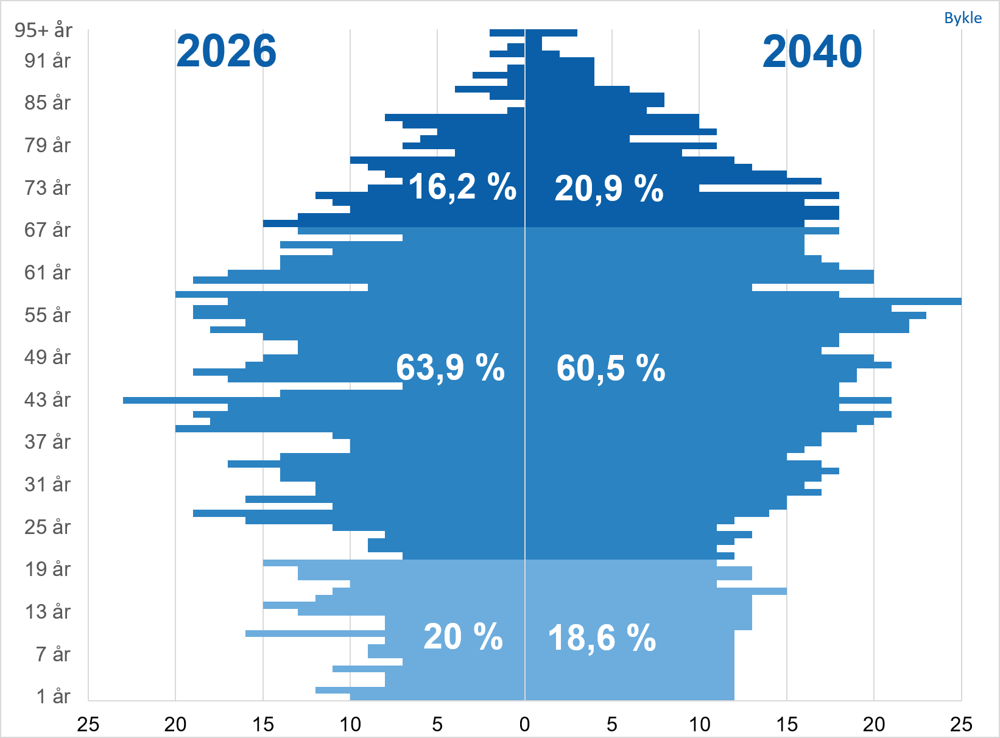 Bykle
2026
2040
95+ år
91 år
85 år
79 år
73 år
67 år
61 år
55 år
49 år
43 år
37 år
31 år
25 år
19 år
13 år
7 år
1 år
16,2 %
20,9 %
63,9 %
60,5 %
20 %
18,6 %
25 20 15 10 5 0 5 10 15 20 25